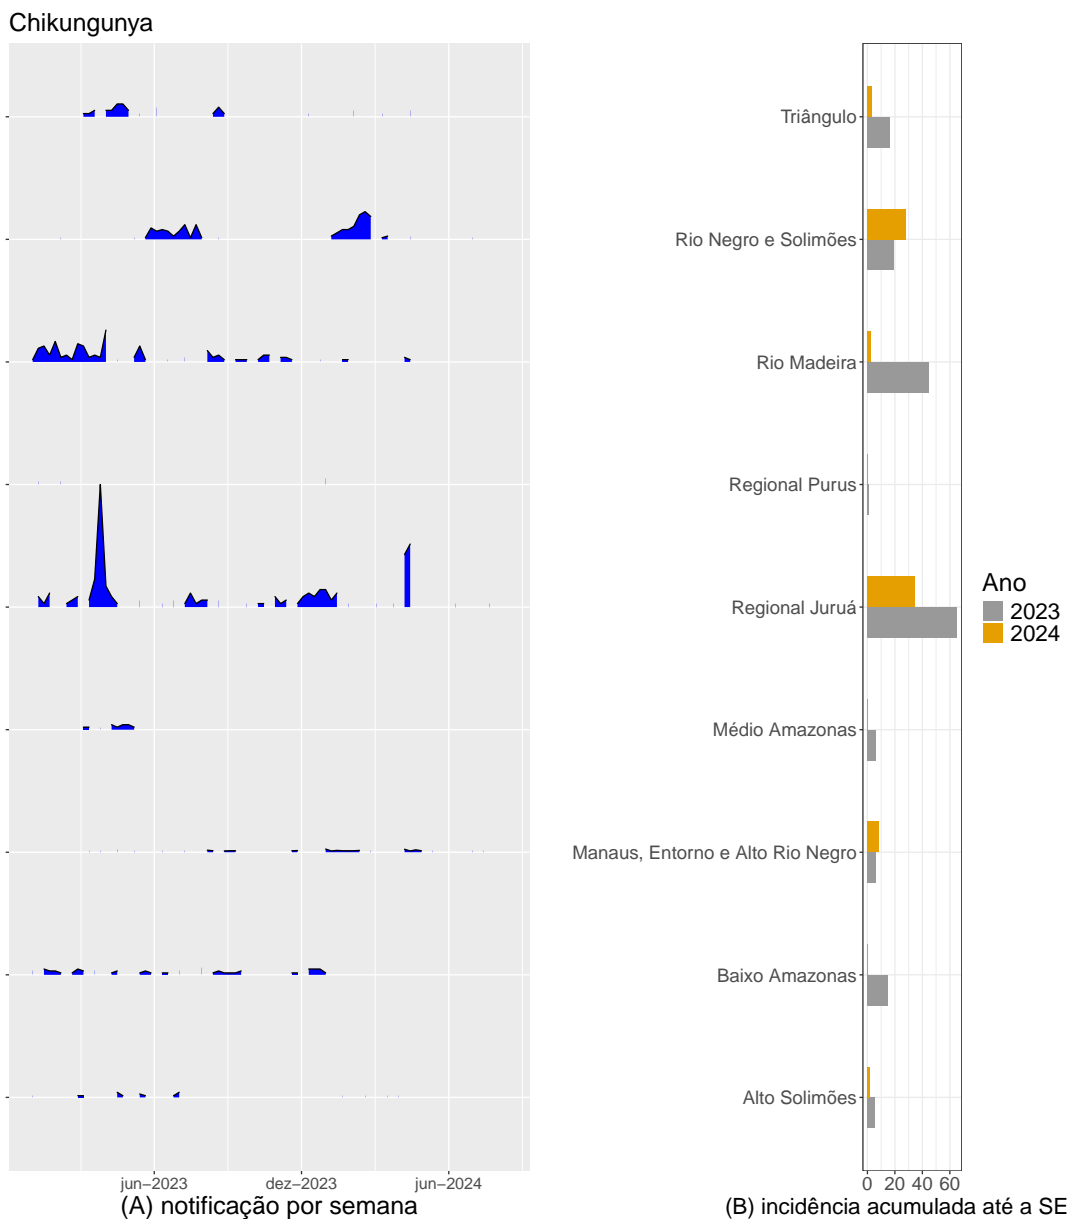 Chikungunya
Triângulo
Rio Negro e Solimões
Rio Madeira
Regional Purus
Regional Juruá
Médio Amazonas
Manaus, Entorno e Alto Rio Negro
Baixo Amazonas
Alto Solimões
Ano
2023
2024
jun−2023 dez−2023 jun−2024
0 20 40 60
(A) notificação por semana
(B) incidência acumulada até a SE